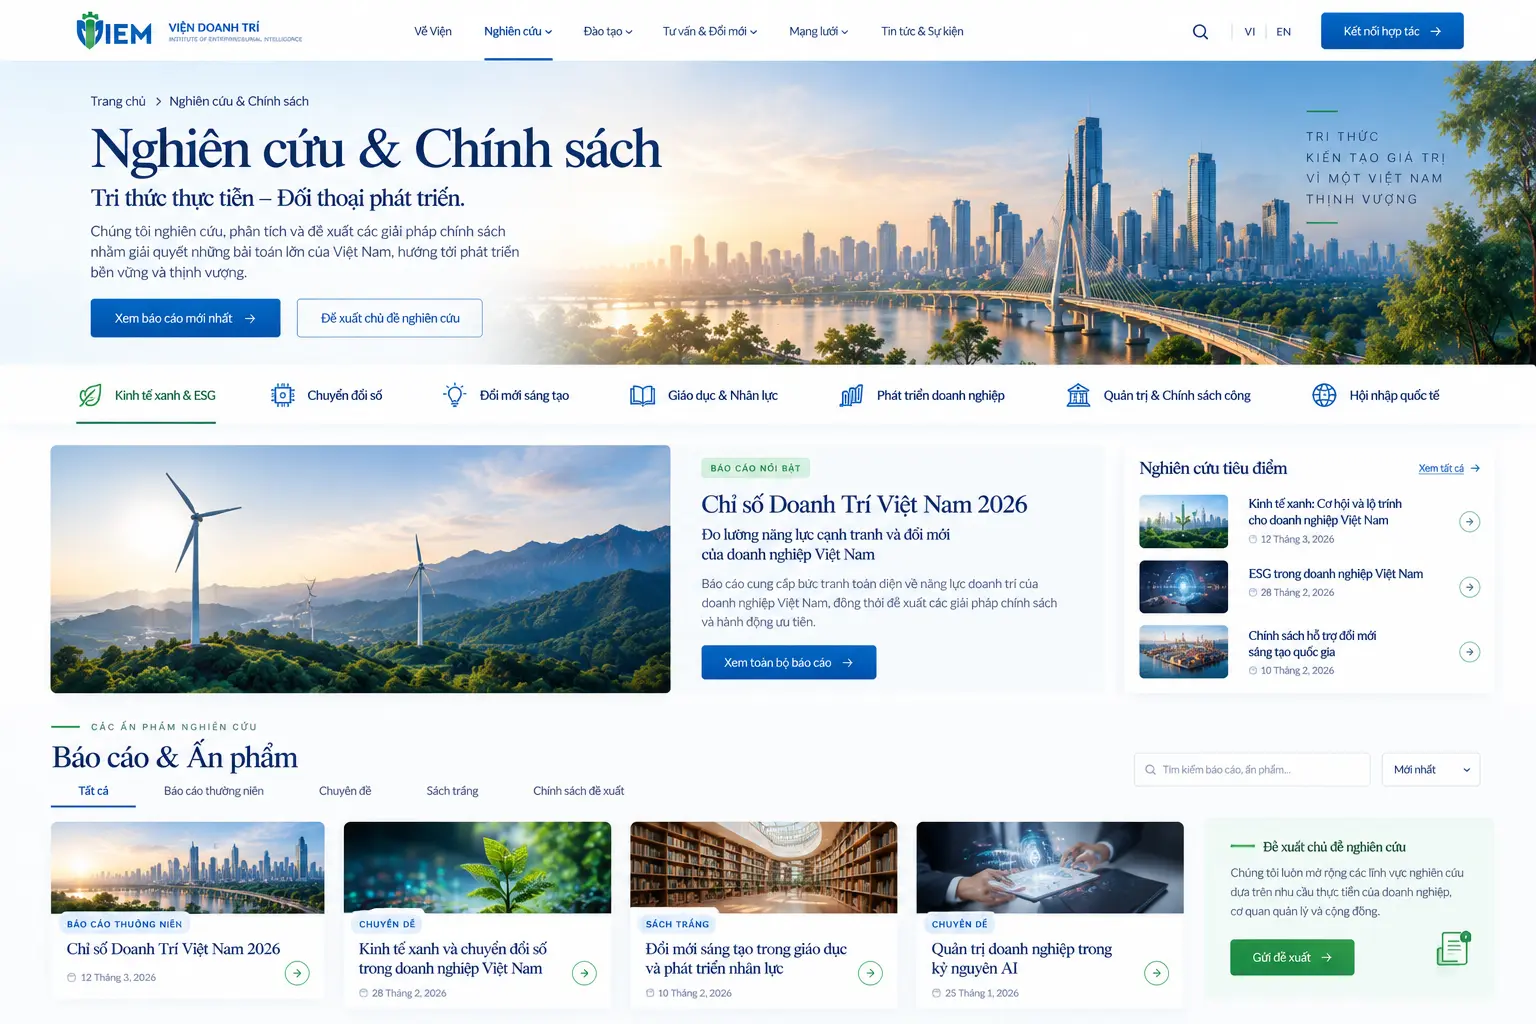 VIEM
VIỆN DOANH TRÍ
INSTITUTE OF ENTREPRENEURIAL INTELLIGENCE
Về Viện
Nghiên cứu
Đào tạo
Tư vấn & Đổi mới
Mạng lưới
Tin tức & Sự kiện
VI
EN
Kết nối hợp tác
Trang chủ > Nghiên cứu & Chính sách
Nghiên cứu & Chính sách
Tri thức thực tiễn – Đối thoại phát triển.
Chúng tôi nghiên cứu, phân tích và đề xuất các giải pháp chính sách
nhằm giải quyết những bài toán lớn của Việt Nam, hướng tới phát triển
bền vững và thịnh vượng.
Xem báo cáo mới nhất
Đề xuất chủ đề nghiên cứu
TRI THỨC
KIẾN TẠO GIÁ TRỊ
VÌ MỘT VIỆT NAM
THỊNH VƯỢNG
Kinh tế xanh & ESG
Chuyển đổi số
Đổi mới sáng tạo
Giáo dục & Nhân lực
Phát triển doanh nghiệp
Quản trị & Chính sách công
Hội nhập quốc tế
BÁO CÁO NỔI BẬT
Chỉ số Doanh Trí Việt Nam 2026
Đo lường năng lực cạnh tranh và đổi mới
của doanh nghiệp Việt Nam
Báo cáo cung cấp bức tranh toàn diện về năng lực doanh trí của
doanh nghiệp Việt Nam, đồng thời đề xuất các giải pháp chính sách
và hành động ưu tiên.
Xem toàn bộ báo cáo
Nghiên cứu tiêu điểm
Xem tất cả
Kinh tế xanh: Cơ hội và lộ trình
cho doanh nghiệp Việt Nam
12 Tháng 3, 2026
ESG trong doanh nghiệp Việt Nam
28 Tháng 2, 2026
Chính sách hỗ trợ đổi mới
sáng tạo quốc gia
10 Tháng 2, 2026
CÁC ẤN PHẨM NGHIÊN CỨU
Báo cáo & Ấn phẩm
Tất cả
Báo cáo thường niên
Chuyên đề
Sách trắng
Chính sách đề xuất
Tìm kiếm báo cáo, ấn phẩm...
Mới nhất
BÁO CÁO THƯỜNG NIÊN
Chỉ số Doanh Trí Việt Nam 2026
12 Tháng 3, 2026
CHUYÊN ĐỀ
Kinh tế xanh và chuyển đổi số
trong doanh nghiệp Việt Nam
28 Tháng 2, 2026
SÁCH TRẮNG
Đổi mới sáng tạo trong giáo dục
và phát triển nhân lực
10 Tháng 2, 2026
CHUYÊN ĐỀ
Quản trị doanh nghiệp trong
kỷ nguyên AI
25 Tháng 1, 2026
Đề xuất chủ đề nghiên cứu
Chúng tôi luôn mở rộng các lĩnh vực nghiên cứu
dựa trên nhu cầu thực tiễn của doanh nghiệp,
cơ quan quản lý và cộng đồng.
Gửi đề xuất